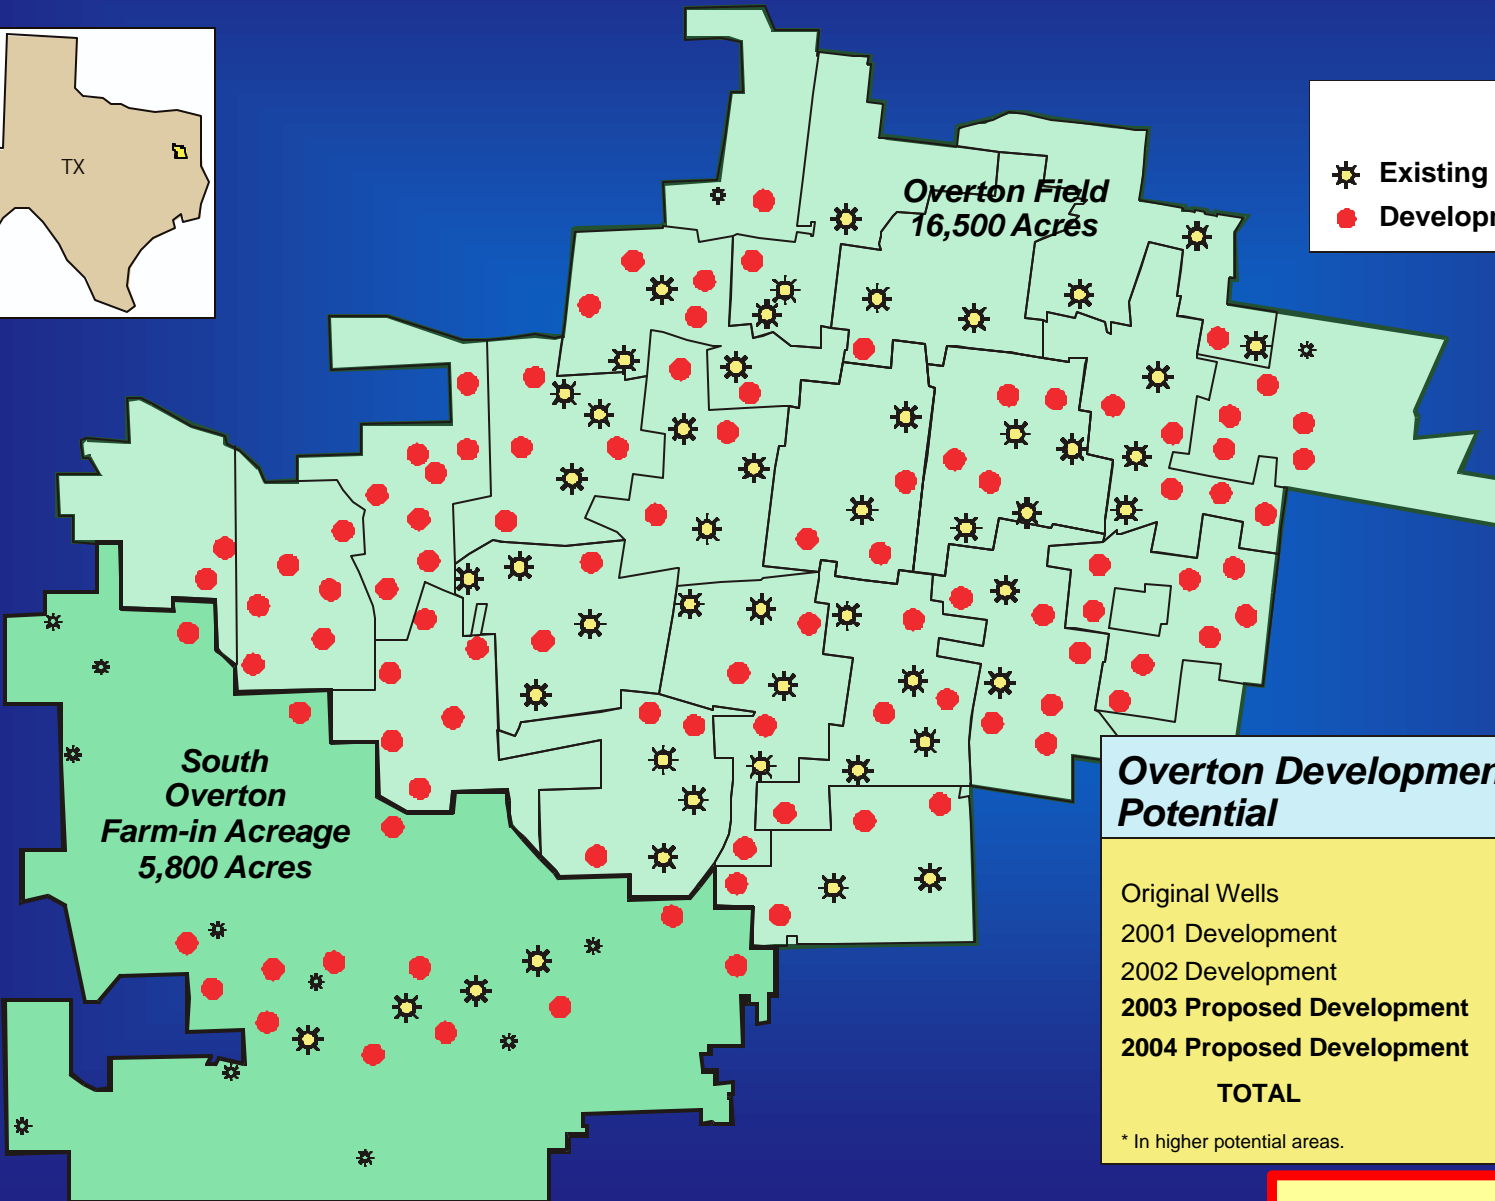 TX
Existing
Overton Field
16,500 Acres
South
Overton
Farm-in Acreage
5,800 Acres
Overton
Potential
Original Wells
2001 Development
2002 Development
2003 Proposed Development
2004 Proposed Development
TOTAL
* In higher potential areas.